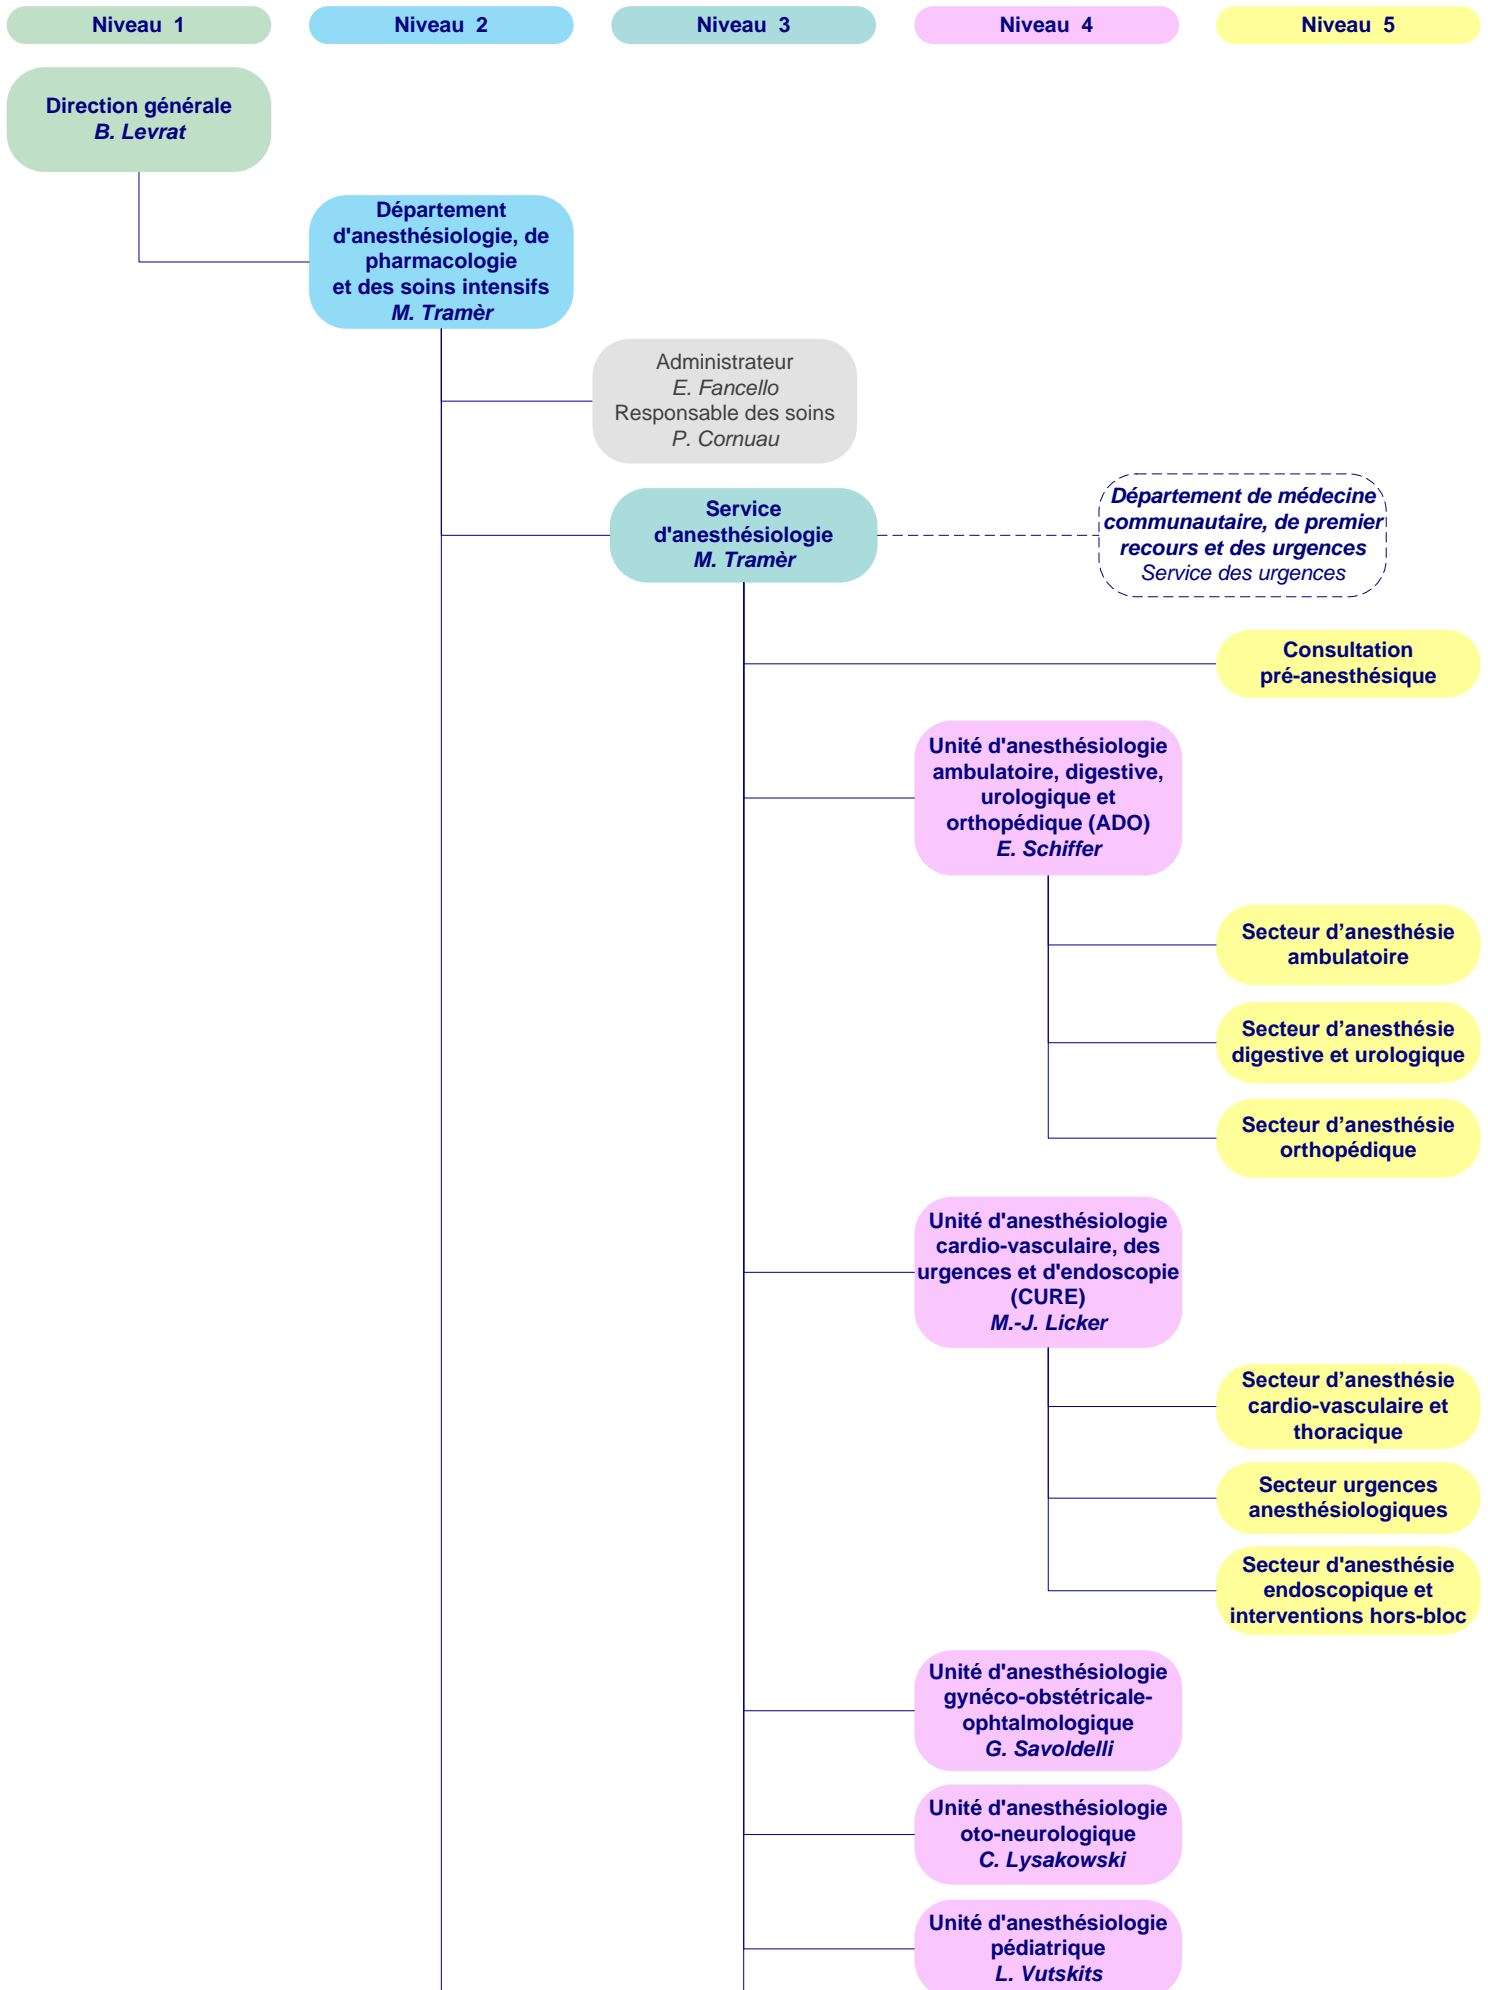 Niveau  1
Niveau  2
Niveau  3
Niveau  4
Niveau  5
Direction générale
B. Levrat
Département
d'anesthésiologie, de
pharmacologie
et des soins intensifs
M. Tramèr
Administrateur
E. Fancello
Responsable des soins
P. Cornuau
Service
d'anesthésiologie
M. Tramèr
Département de médecine
communautaire, de premier
recours et des urgences
Service des urgences
Consultation
pré-anesthésique
Unité d'anesthésiologie
ambulatoire, digestive,
urologique et
orthopédique (ADO)
E. Schiffer
Secteur d’anesthésie
ambulatoire
Secteur d’anesthésie
digestive et urologique
Secteur d’anesthésie
orthopédique
Unité d'anesthésiologie
cardio-vasculaire, des
urgences et d'endoscopie
(CURE)
M.-J. Licker
Secteur d’anesthésie
cardio-vasculaire et
thoracique
Secteur urgences
anesthésiologiques
Secteur d'anesthésie
endoscopique et
interventions hors-bloc
Unité d'anesthésiologie
gynéco-obstétricale-
ophtalmologique
G. Savoldelli
Unité d'anesthésiologie
oto-neurologique
C. Lysakowski
Unité d'anesthésiologie
pédiatrique
L. Vutskits